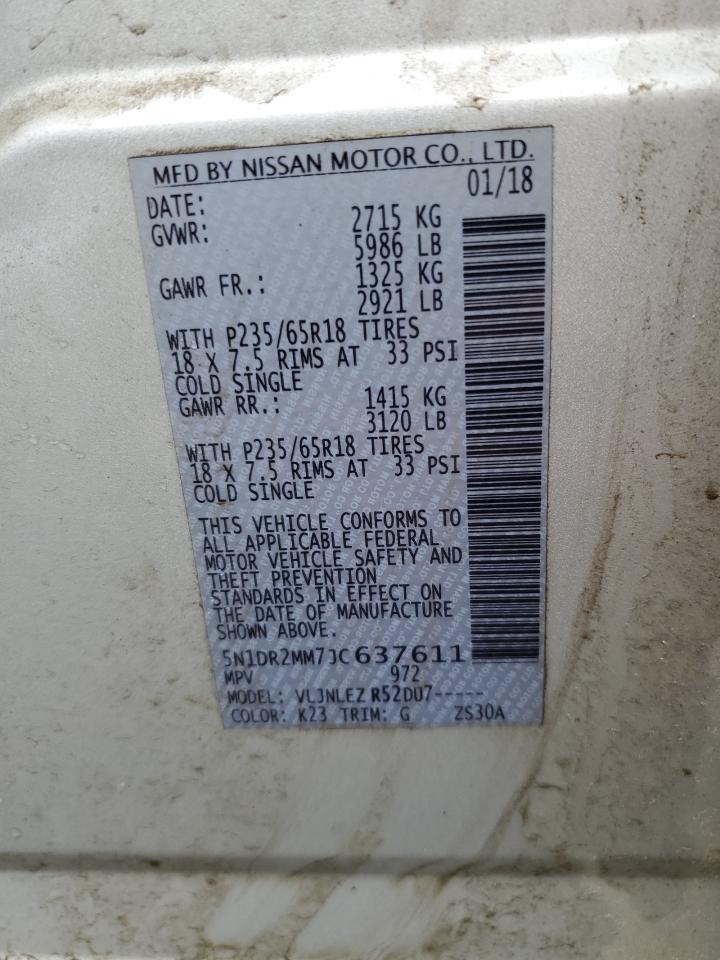 MFD BY NISSAN MOTOR CO., LTD.
DATE: 01/18
GVWR: 2715 KG
5986 LB
GAWR FR.: 1325 KG
2921 LB
WITH P235/65R18 TIRES
18 X 7.5 RIMS AT 33 PSI
COLD SINGLE
GAWR RR.: 1415 KG
3120 LB
WITH P235/65R18 TIRES
18 X 7.5 RIMS AT 33 PSI
COLD SINGLE
THIS VEHICLE CONFORMS TO
ALL APPLICABLE FEDERAL
MOTOR VEHICLE SAFETY AND
THEFT PREVENTION
STANDARDS IN EFFECT ON
THE DATE OF MANUFACTURE
SHOWN ABOVE.
5N1DR2MM7JC637611
MPV 972
MODEL: VLJNLEZ R52DU7-----
COLOR: K23 TRIM: G ZS30A